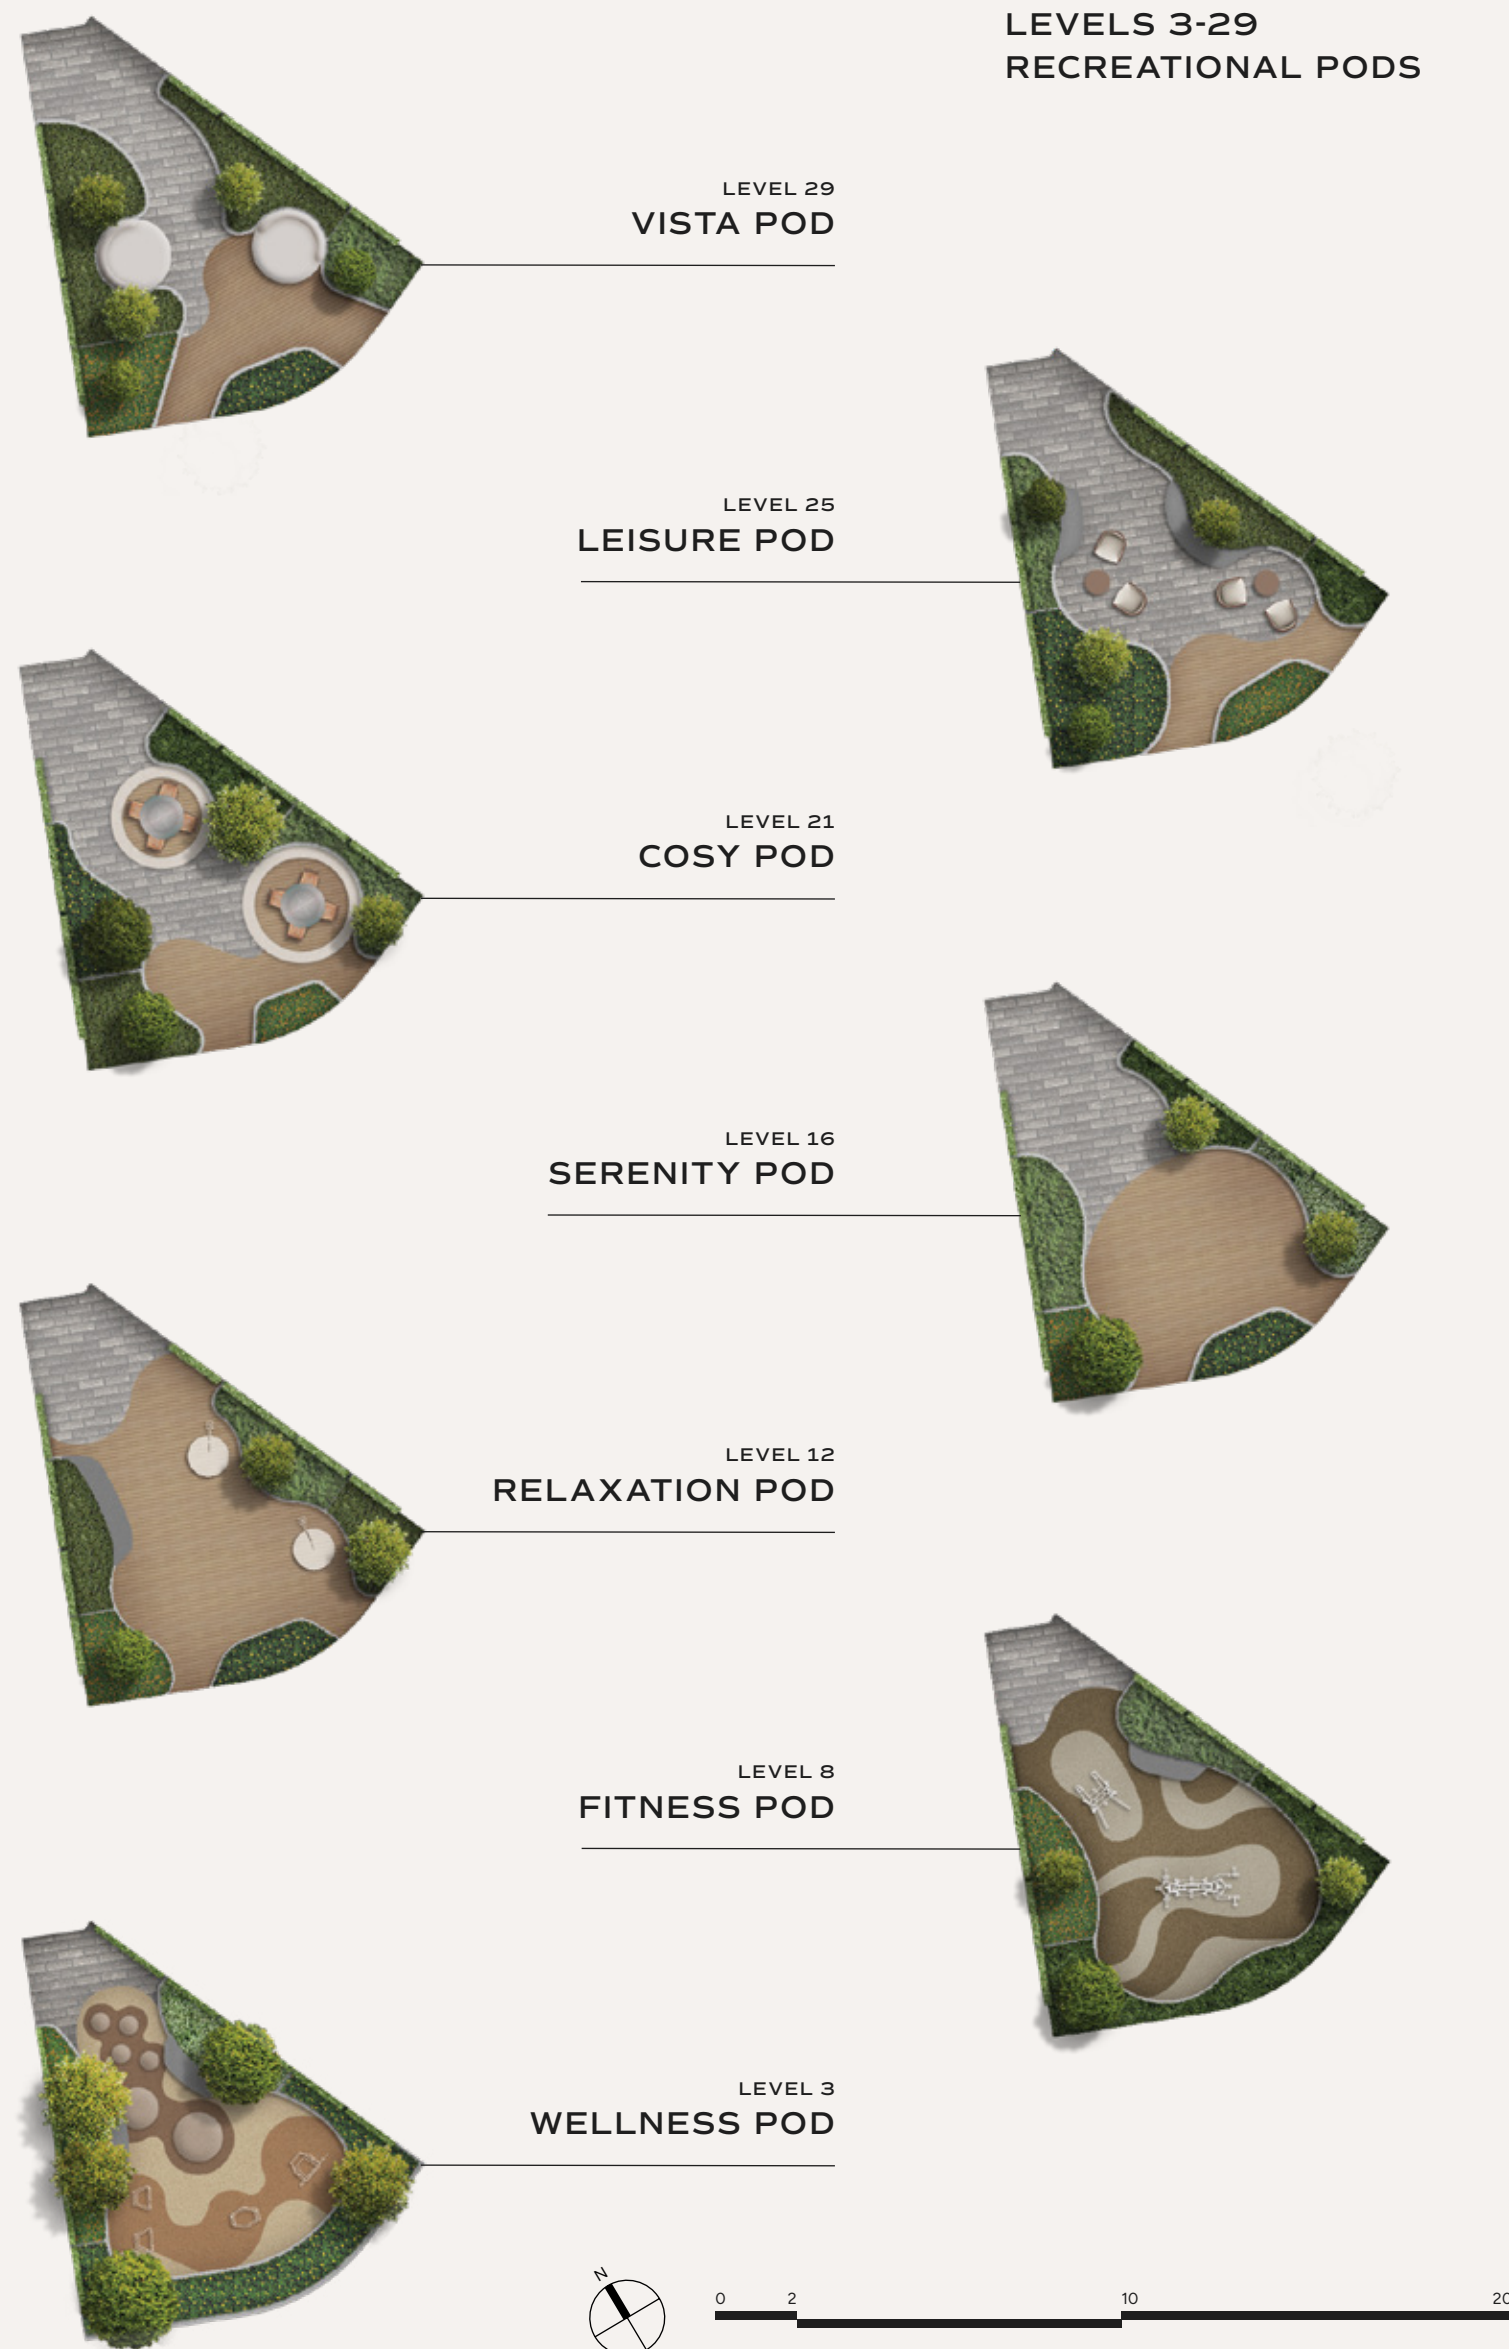 LEVELS 3-29
RECREATIONAL PODS
LEVEL 29
VISTA POD
LEVEL 25
LEISURE POD
LEVEL 21
COSY POD
LEVEL 16
SERENITY POD
LEVEL 12
RELAXATION POD
LEVEL 8
FITNESS POD
LEVEL 3
WELLNESS POD
N
0 2 10 20